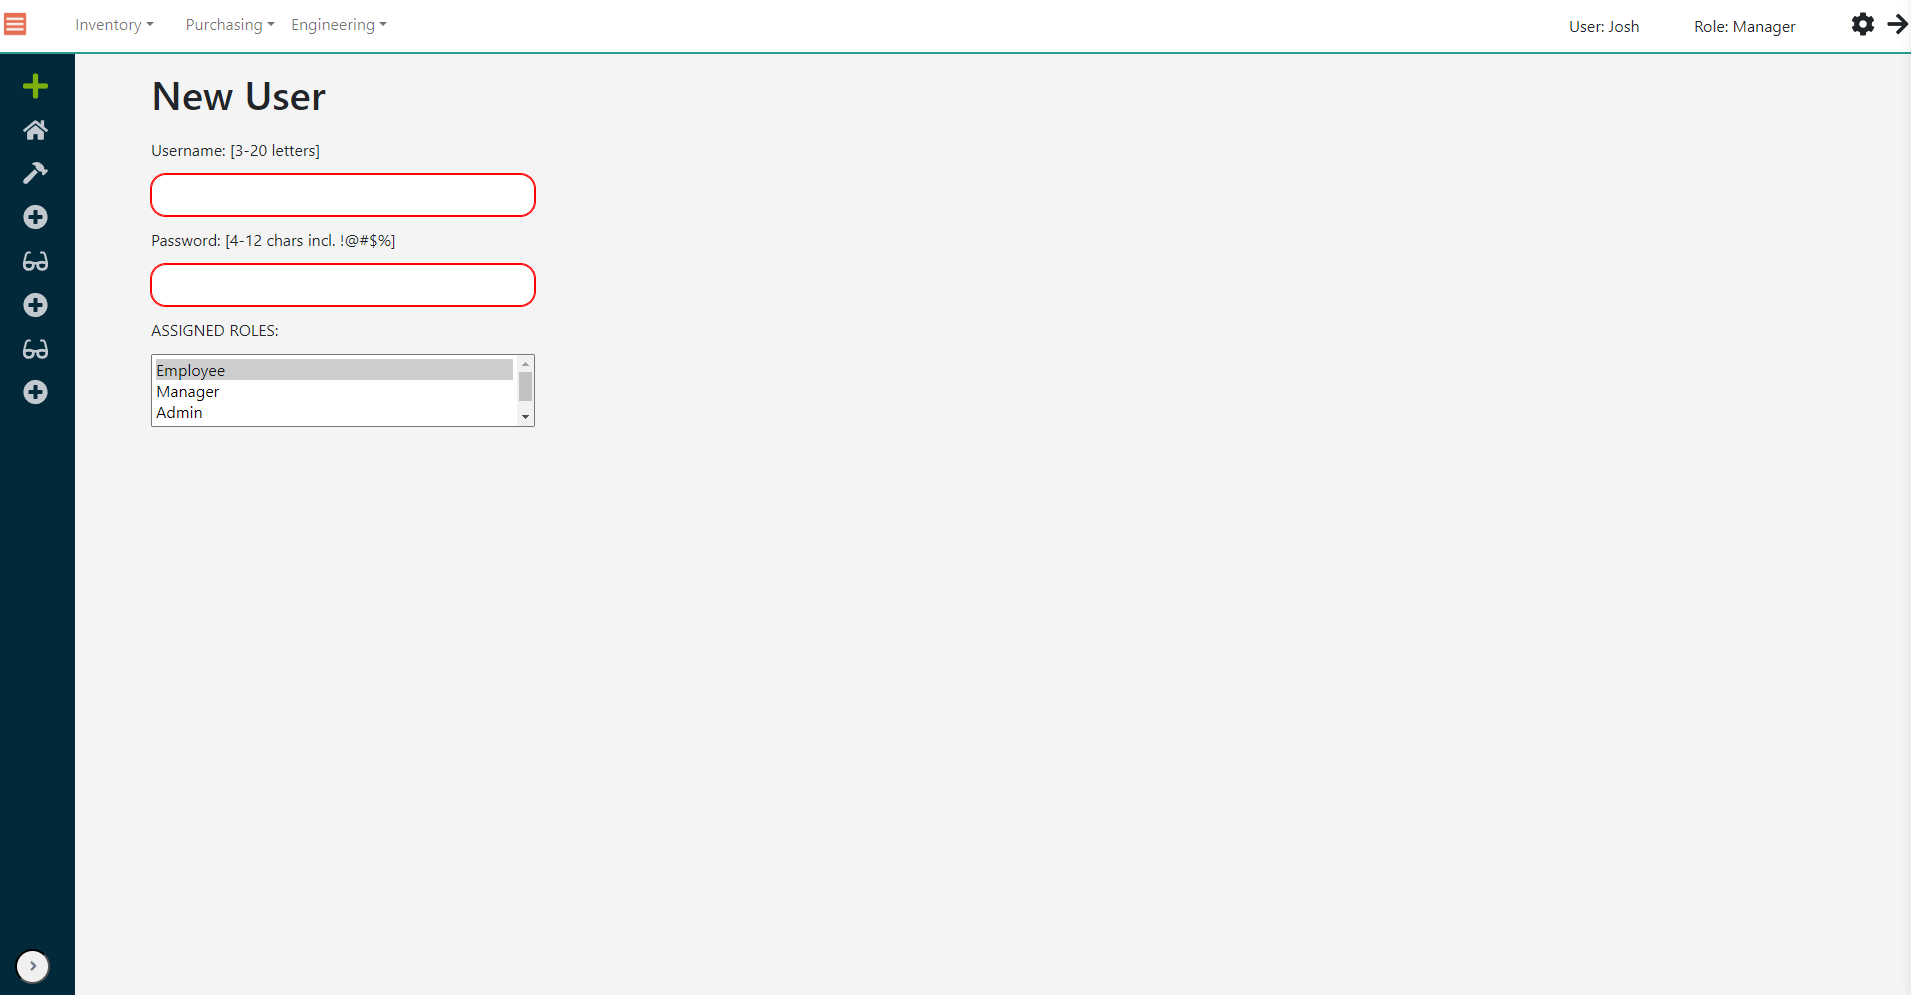 Inventory Purchasing Engineering User: Josh Role: Manager
New User
Username: [3-20 letters]
Password: [4-12 chars incl. !@#$%]
ASSIGNED ROLES:
Employee
Manager
Admin